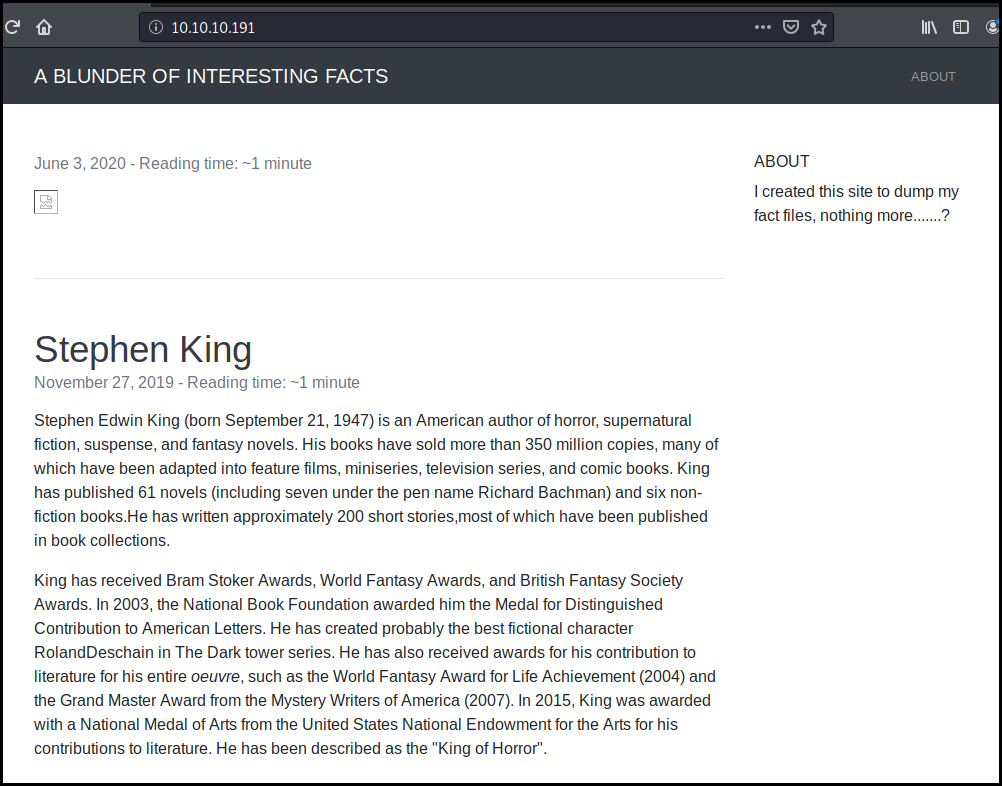 10.10.10.191
A BLUNDER OF INTERESTING FACTS
ABOUT
June 3, 2020 - Reading time: ~1 minute
ABOUT
I created this site to dump my
fact files, nothing more.......?
Stephen King
November 27, 2019 - Reading time: ~1 minute
Stephen Edwin King (born September 21, 1947) is an American author of horror, supernatural
fiction, suspense, and fantasy novels. His books have sold more than 350 million copies, many of
which have been adapted into feature films, miniseries, television series, and comic books. King
has published 61 novels (including seven under the pen name Richard Bachman) and six non-
fiction books.He has written approximately 200 short stories,most of which have been published
in book collections.
King has received Bram Stoker Awards, World Fantasy Awards, and British Fantasy Society
Awards. In 2003, the National Book Foundation awarded him the Medal for Distinguished
Contribution to American Letters. He has created probably the best fictional character
RolandDeschain in The Dark tower series. He has also received awards for his contribution to
literature for his entire oeuvre, such as the World Fantasy Award for Life Achievement (2004) and
the Grand Master Award from the Mystery Writers of America (2007). In 2015, King was awarded
with a National Medal of Arts from the United States National Endowment for the Arts for his
contributions to literature. He has been described as the "King of Horror".